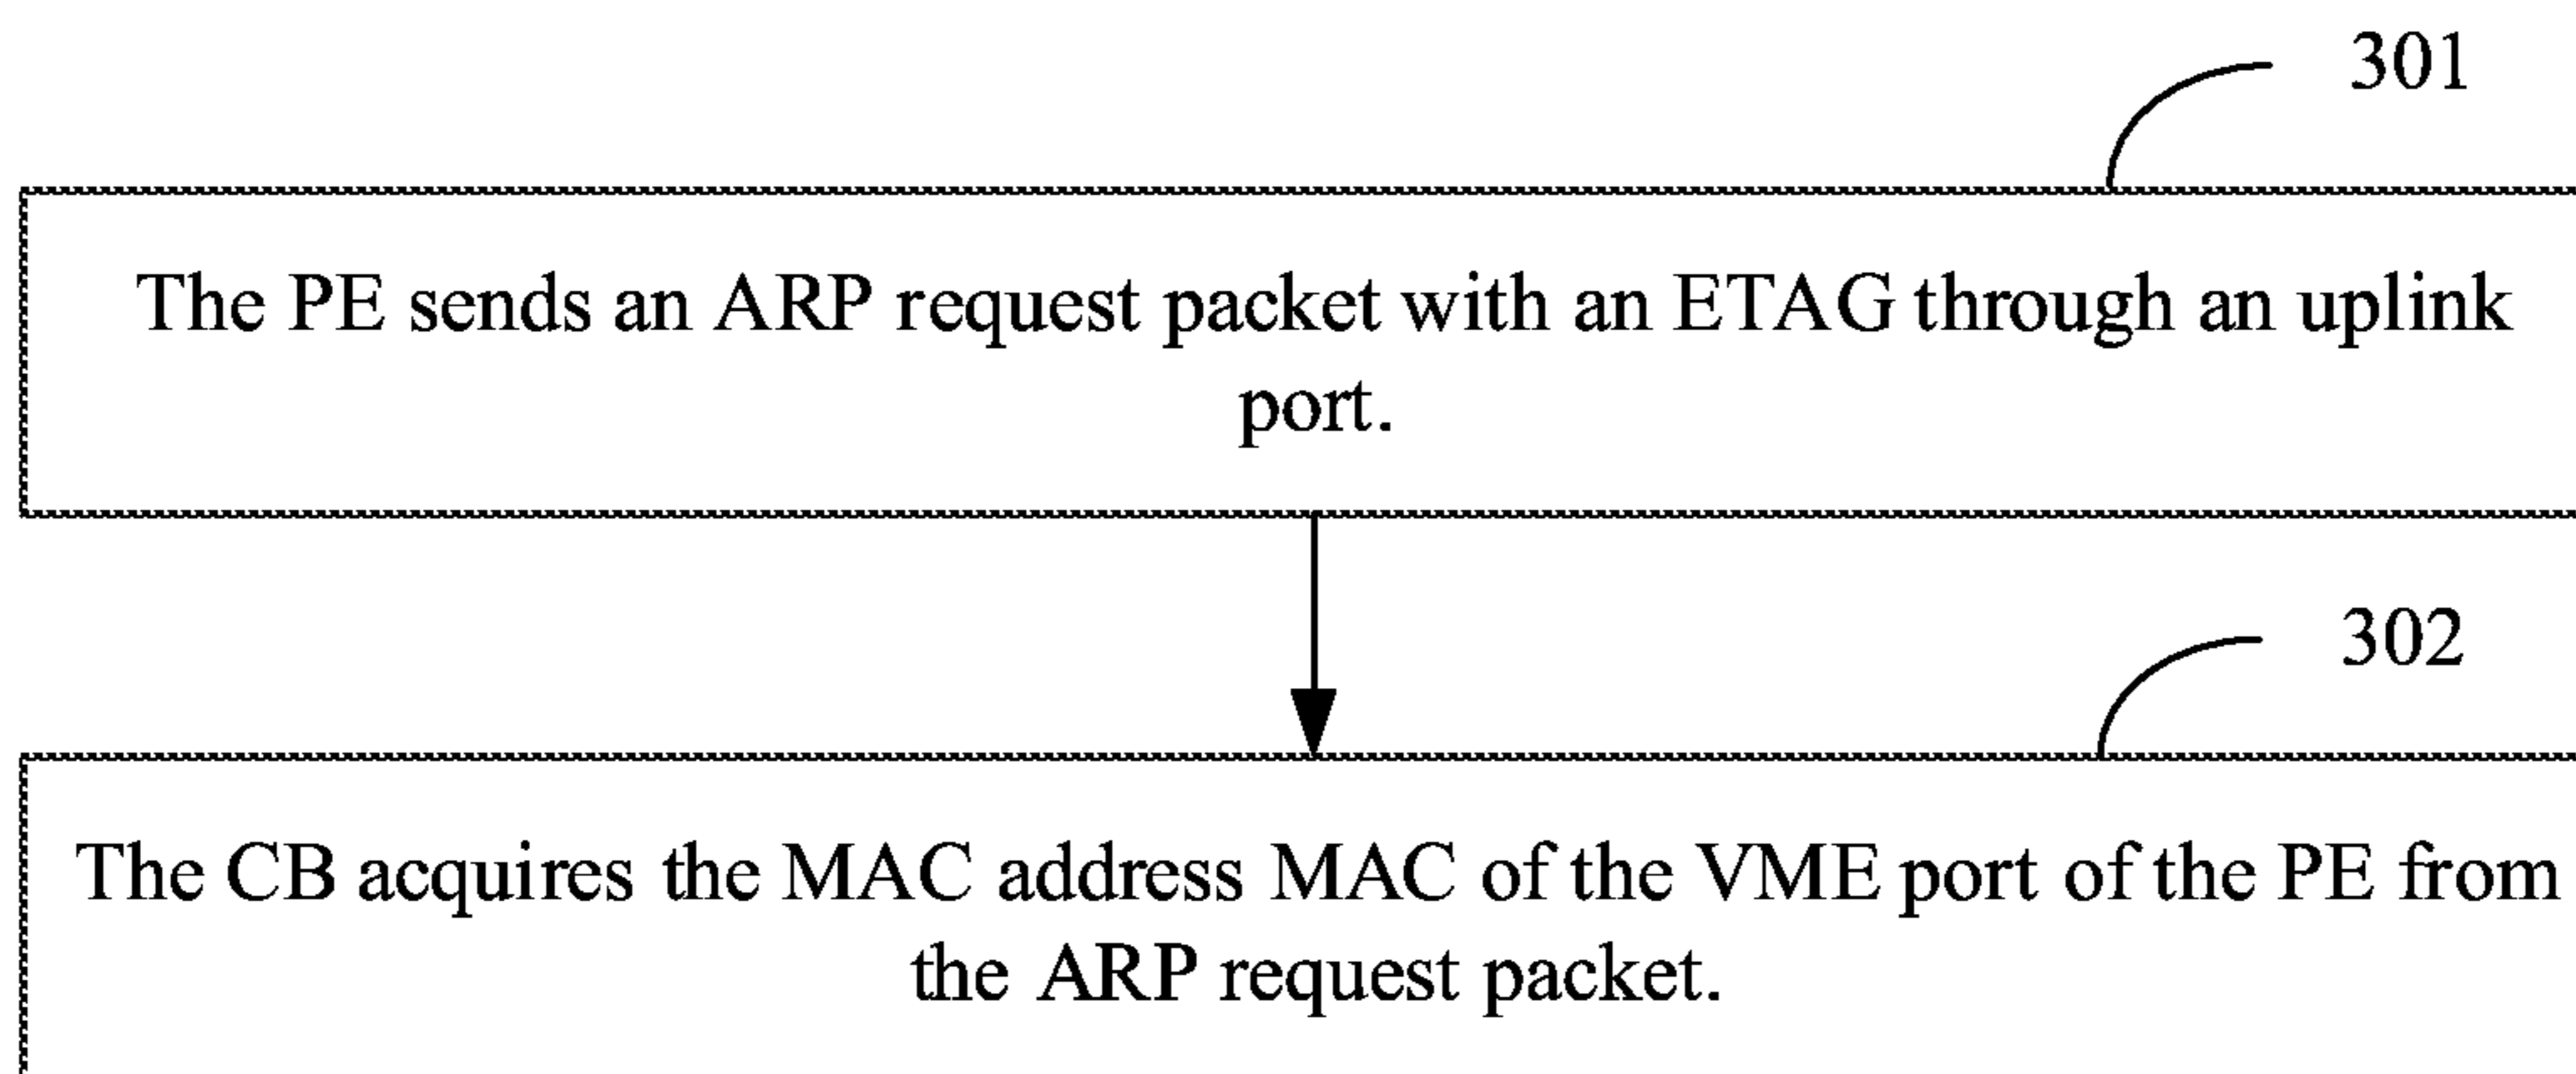 301
The PE sends an ARP request packet with an ETAG through an uplink
port.
302
The CB acquires the MAC address MAC of the VME port of the PE from
the ARP request packet.